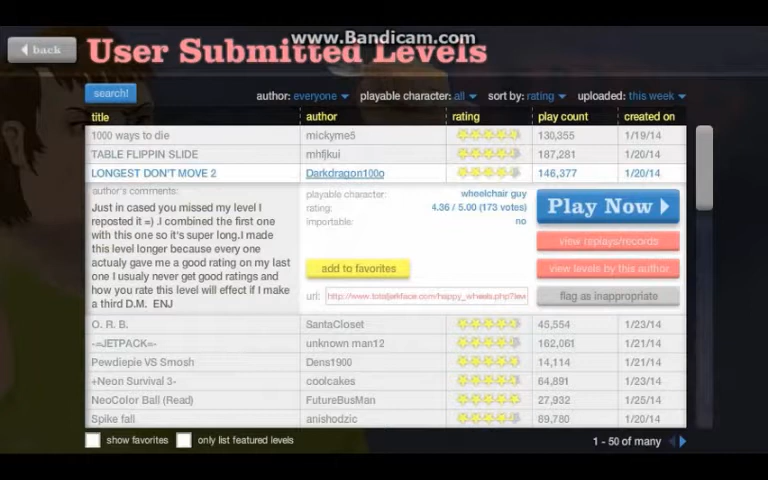 www.Bandicam.com
back
User Submitted Levels
search!
author: everyone playable character: all sort by: rating uploaded: this week
title author rating play count created on
1000 ways to die mickyme5 130,355 1/19/14
TABLE FLIPPIN SLIDE mhfjkui 187,281 1/20/14
LONGEST DON'T MOVE 2 Darkdragon100o 146,377 1/20/14
author's comments:
Just in cased you missed my level I
reposted it =) .I combined the first one
with this one so it's super long.I made
this level longer because every one
actualy gave me a good rating on my last
one I usualy never get good ratings and
how you rate this level will effect if I make
a third D.M. ENJ
playable character: wheelchair guy
rating: 4.36 / 5.00 (173 votes)
importable: no
add to favorites
url: http://www.totaljerkface.com/happy_wheels.php?lev
Play Now
view replays/records
view levels by this author
flag as inappropriate
O. R. B. SantaCloset 45,554 1/23/14
-=JETPACK=- unknown man12 162,061 1/21/14
Pewdiepie VS Smosh Dens1900 14,114 1/21/14
+Neon Survival 3- coolcakes 64,891 1/23/14
NeoColor Ball (Read) FutureBusMan 27,932 1/25/14
Spike fall anishodzic 89,780 1/20/14
show favorites only list featured levels 1 - 50 of many